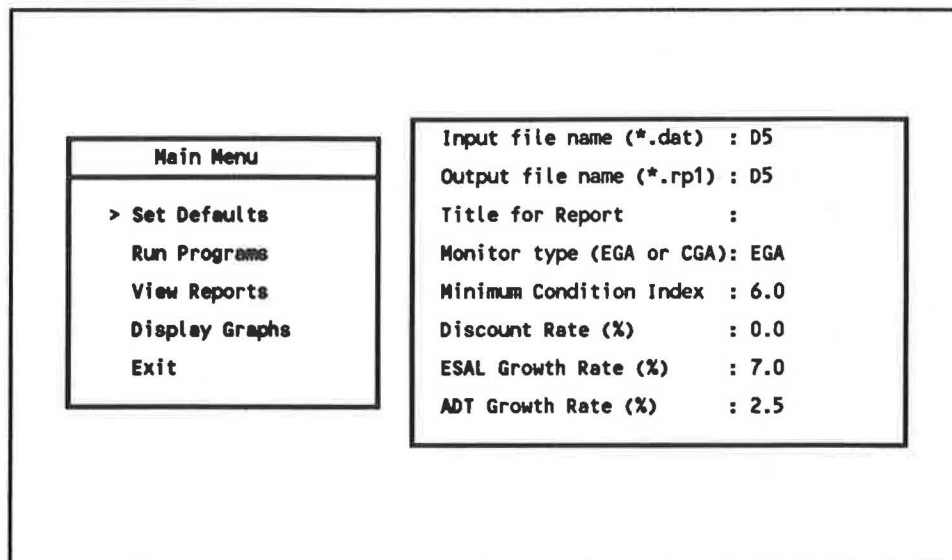 Main Menu
> Set Defaults
Run Programs
View Reports
Display Graphs
Exit
Input file name (*.dat) : D5
Output file name (*.rp1) : D5
Title for Report :
Monitor type (EGA or CGA): EGA
Minimum Condition Index : 6.0
Discount Rate (%) : 0.0
ESAL Growth Rate (%) : 7.0
ADT Growth Rate (%) : 2.5